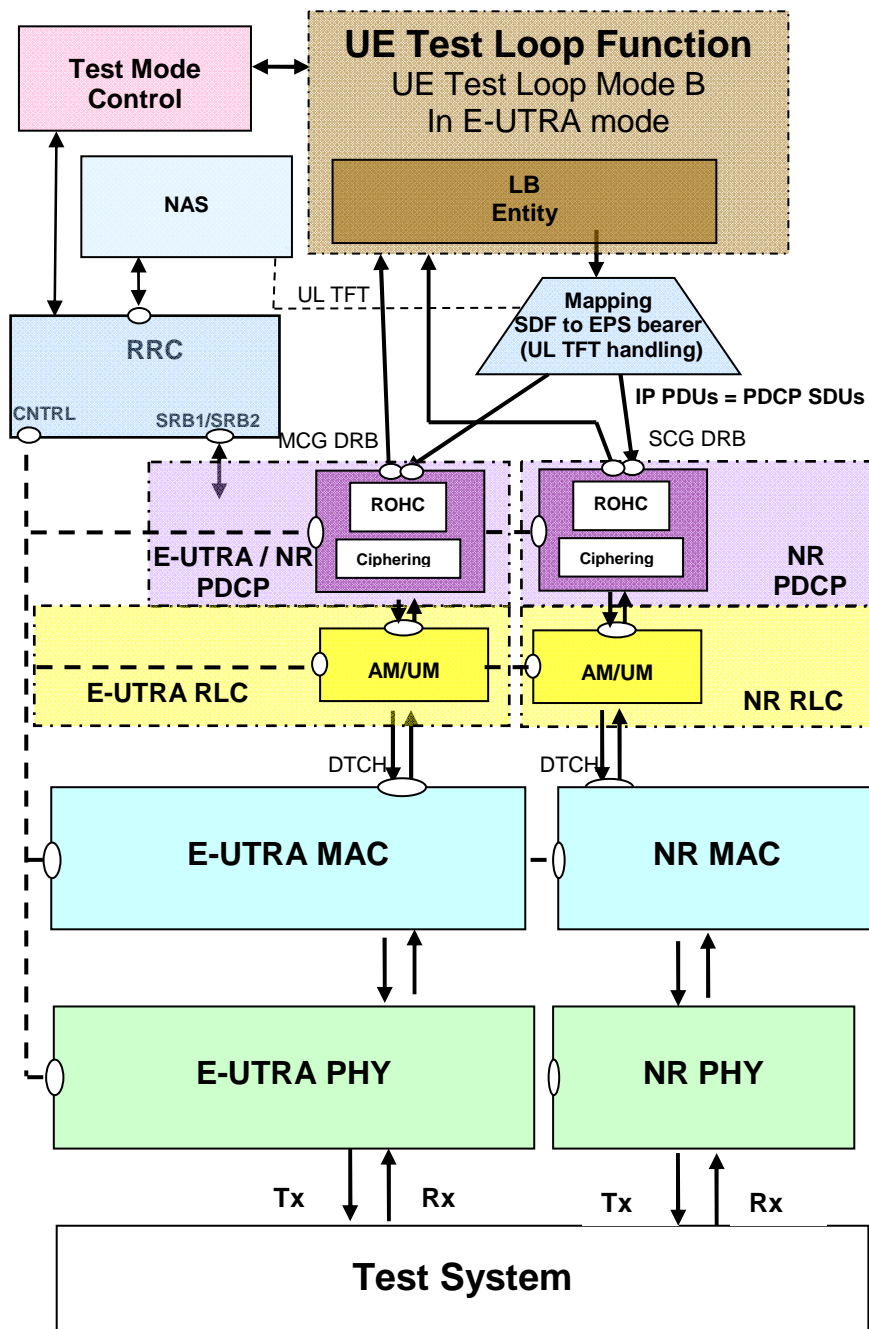 UE Test Loop Function
UE Test Loop Mode B
In E-UTRA mode
Test Mode
Control
LB
Entity
NAS
UL TFT
Mapping
SDF to EPS bearer
(UL TFT handling)
RRC
CNTRL
SRB1/SRB2
IP PDUs = PDCP SDUs
MCG DRB
SCG DRB
ROHC
Ciphering
E-UTRA / NR
PDCP
ROHC
Ciphering
NR
PDCP
AM/UM
E-UTRA RLC
AM/UM
NR RLC
DTCH
DTCH
E-UTRA MAC
NR MAC
E-UTRA PHY
NR PHY
Tx
Rx
Tx
Rx
Test System